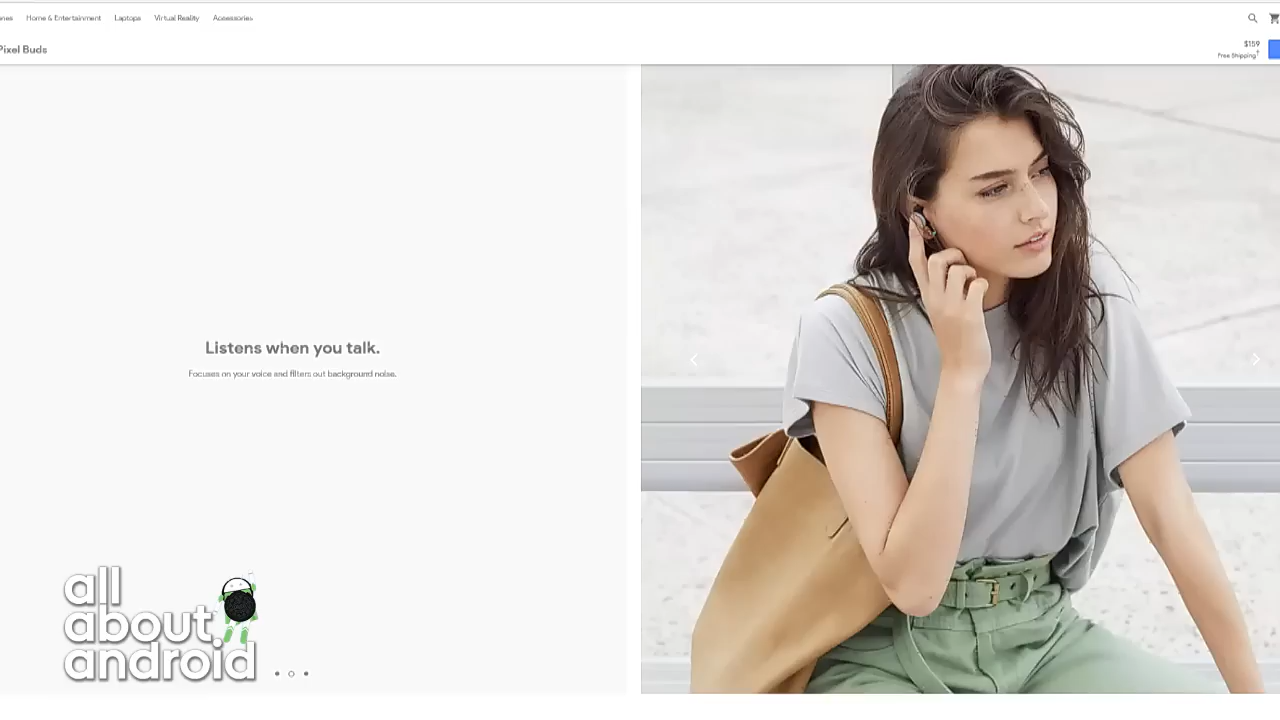 Home & Entertainment Laptops Virtual Reality Accessories
Pixel Buds
$159
Free Shipping†
Listens when you talk.
Focuses on your voice and filters out background noise.
all
about
android